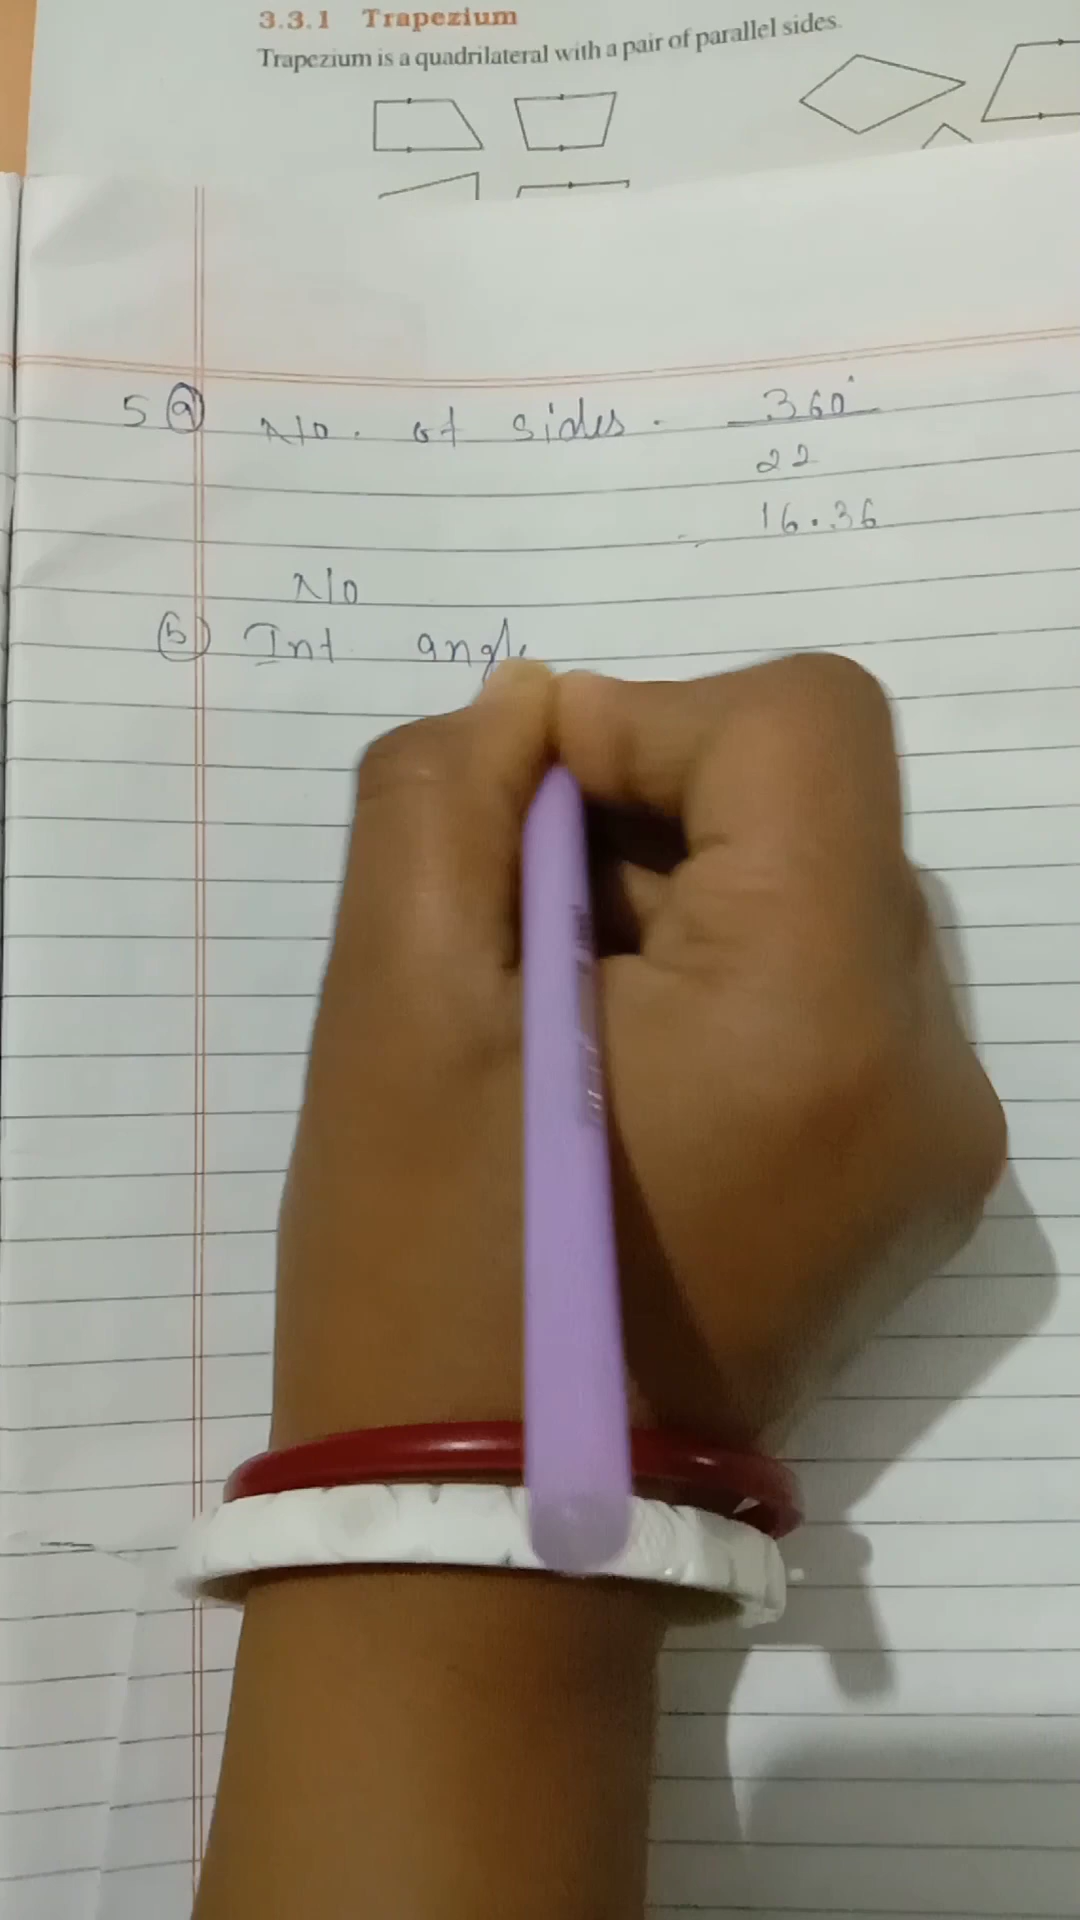 3.3.1 Trapezium
Trapezium is a quadrilateral with a pair of parallel sides.
5 (a) No. of sides. 360°
22
16.36
No
(b) Int angle